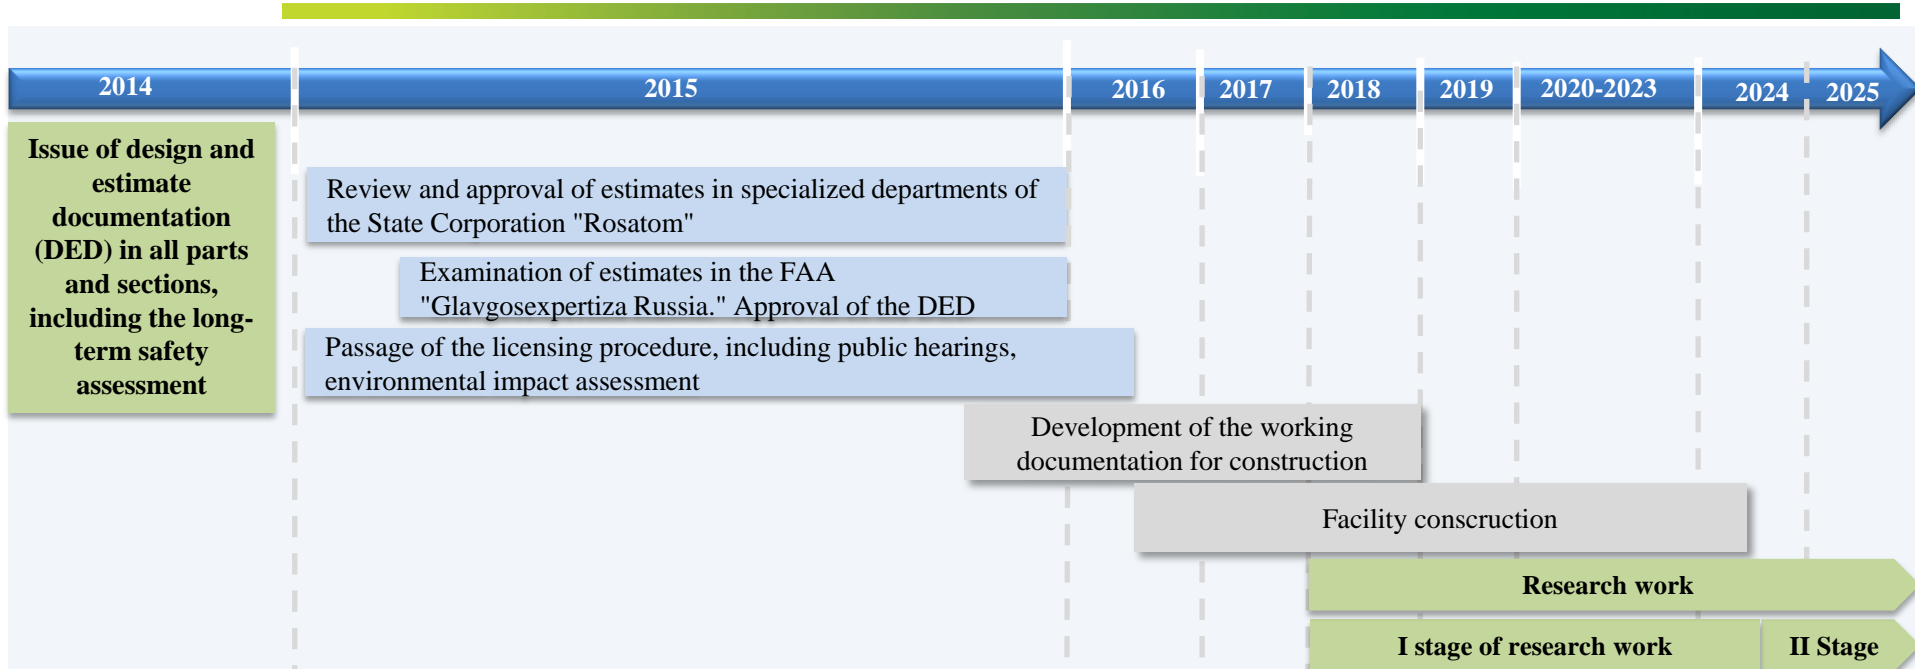 2014
2015
2016
2017
2018
2019
2020-2023
2024
2025
Issue of design and
estimate
documentation
(DED) in all parts
and sections,
including the long-
term safety
assessment
Review and approval of estimates in specialized departments of
the State Corporation "Rosatom"
Examination of estimates in the FAA
"Glavgosexpertiza Russia." Approval of the DED
Passage of the licensing procedure, including public hearings,
environmental impact assessment
Development of the working
documentation for construction
Facility conscruction
Research work
I stage of research work
II Stage